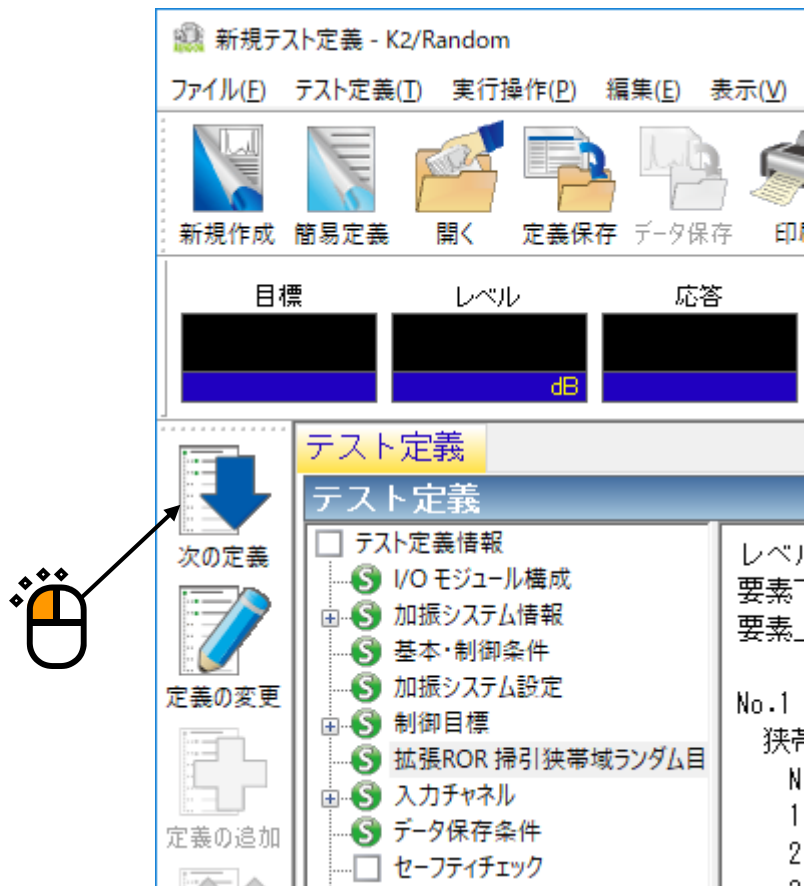 新規テスト定義 - K2/Random
ファイル(F) テスト定義(T) 実行操作(P) 編集(E) 表示(V)
新規作成 簡易定義 開く 定義保存 データ保存
目標 レベル 応答
dB
テスト定義
テスト定義
次の定義
定義の変更
定義の追加
テスト定義情報
I/O モジュール構成
加振システム情報
基本・制御条件
加振システム設定
制御目標
拡張ROR 掃引狭帯域ランダム目
入力チャネル
データ保存条件
セーフティチェック
要素
要素
No.1
狭帯
N
1
2